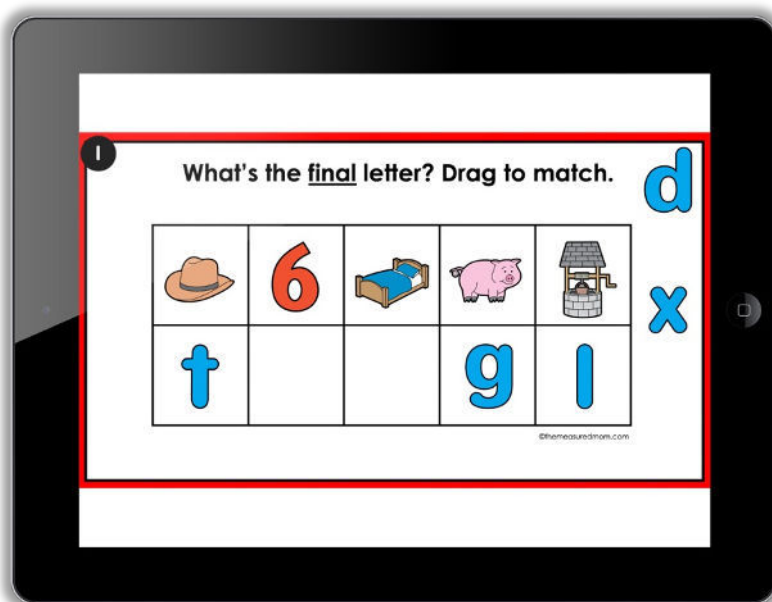 1
What's the final letter? Drag to match.
d
6
x
t g l
©themeasuredmom.com